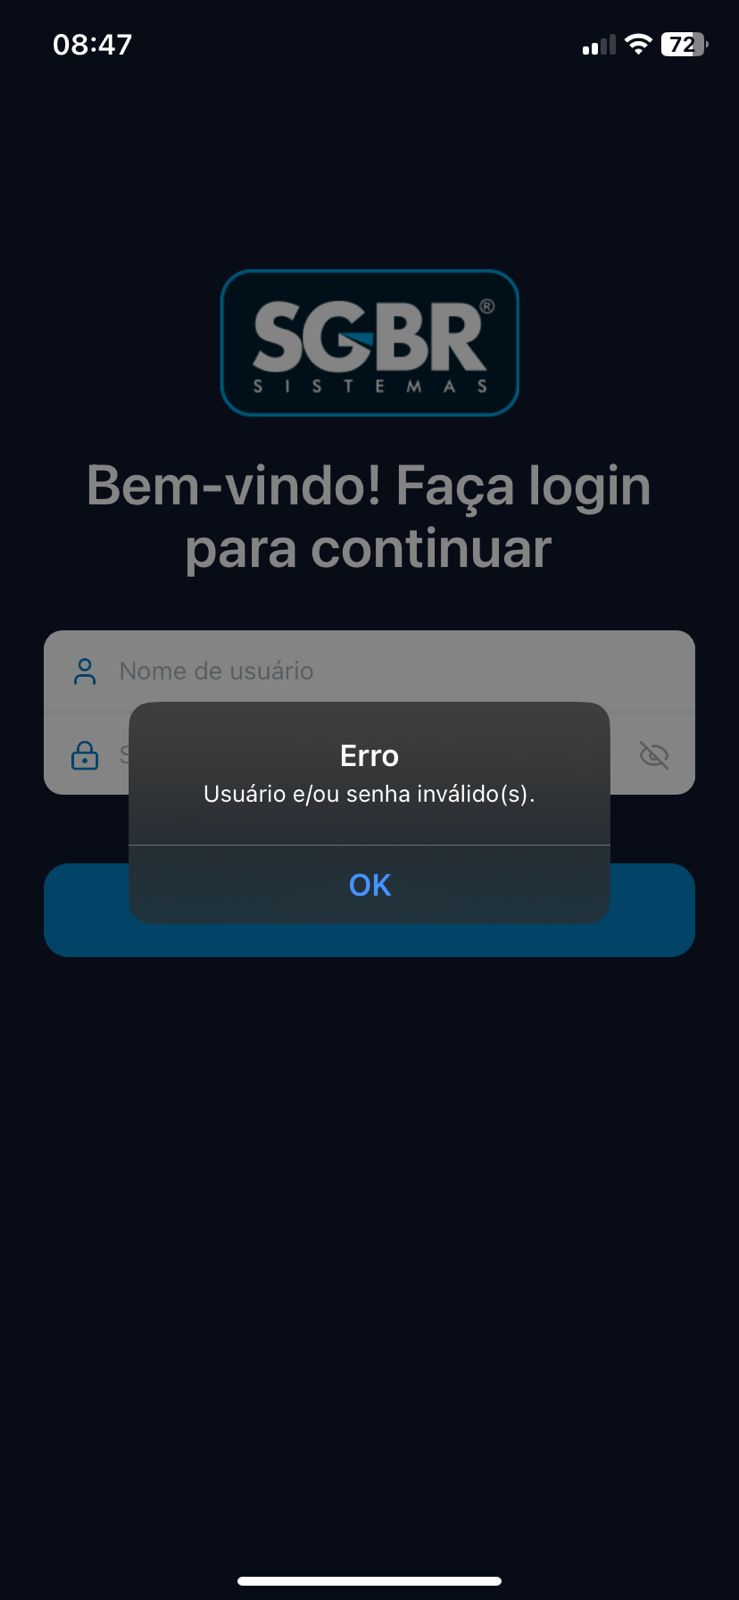 08:47
72
SGBR®
SISTEMAS
Bem-vindo! Faça login
para continuar
Nome de usuário
S
Erro
Usuário e/ou senha inválido(s).
OK